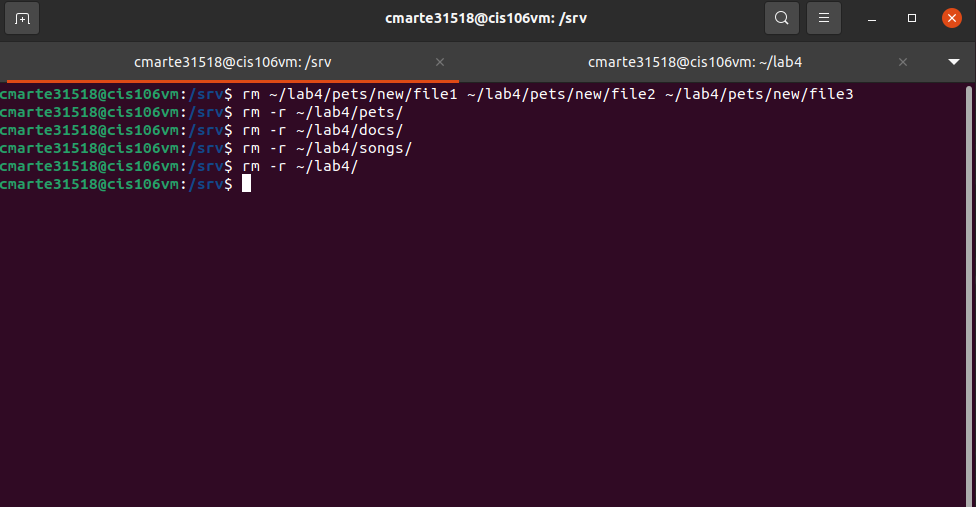 cmarte31518@cis106vm: /srv
cmarte31518@cis106vm: /srv
cmarte31518@cis106vm: ~/lab4
cmarte31518@cis106vm:/srv$ rm ~/lab4/pets/new/file1 ~/lab4/pets/new/file2 ~/lab4/pets/new/file3
cmarte31518@cis106vm:/srv$ rm -r ~/lab4/pets/
cmarte31518@cis106vm:/srv$ rm -r ~/lab4/docs/
cmarte31518@cis106vm:/srv$ rm -r ~/lab4/songs/
cmarte31518@cis106vm:/srv$ rm -r ~/lab4/
cmarte31518@cis106vm:/srv$